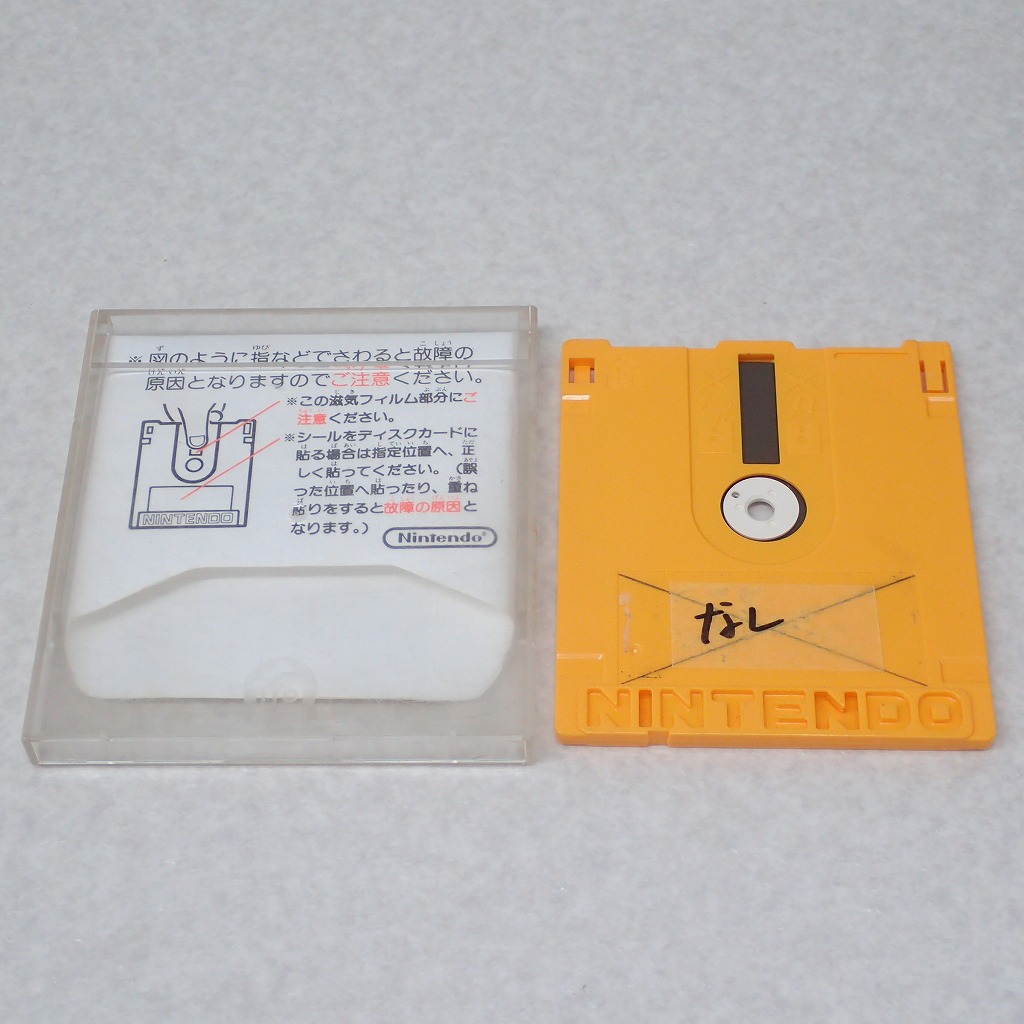 ※図のように指などでさわると故障の
原因となりますのでご注意ください。
※この磁気フィルム部分にご
注意ください。
※シールをディスクカードに
貼る場合は指定位置へ、正
しく貼ってください。(誤
った位置へ貼ったり、重ね
貼りをすると故障の原因と
なります。)
NINTENDO
Nintendo®
なし
NINTENDO